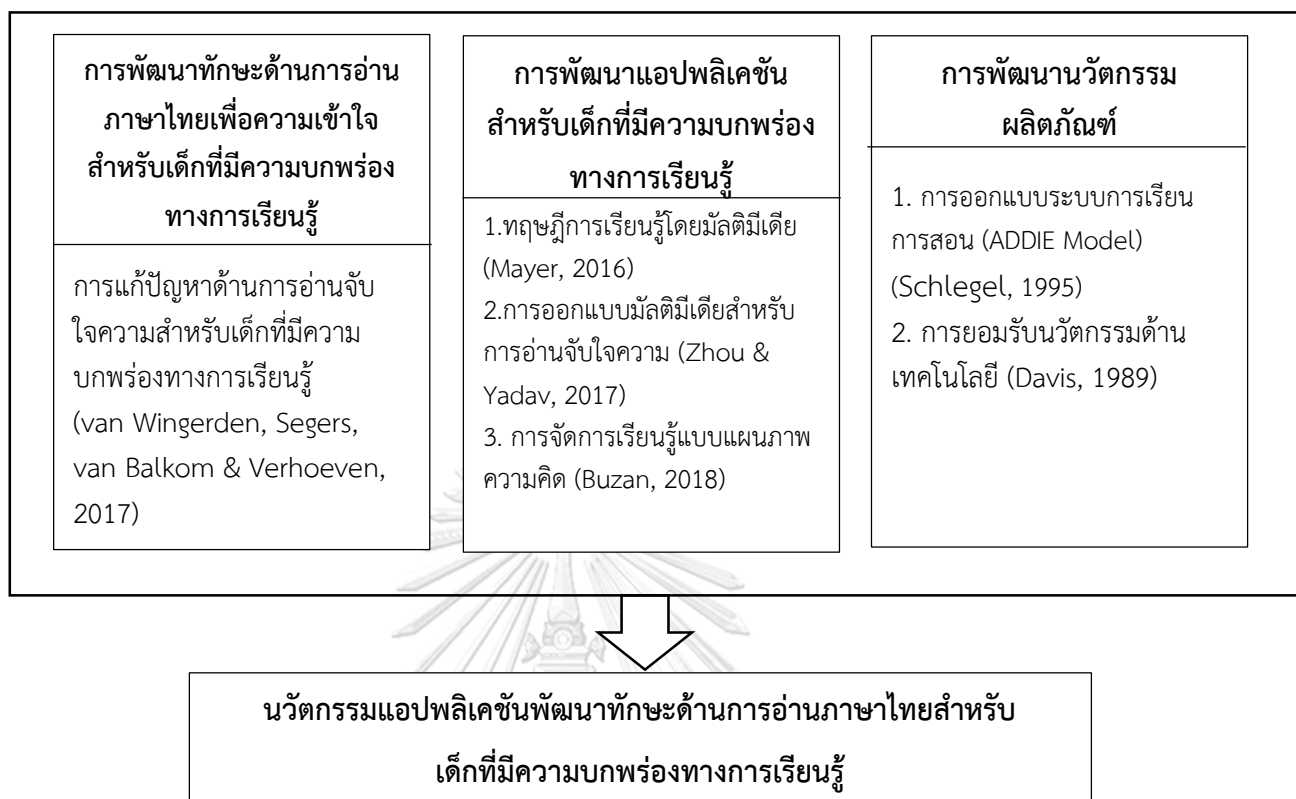 การพัฒนาทักษะด้านการอ่าน
ภาษาไทยเพื่อความเข้าใจ
สำหรับเด็กที่มีความบกพร่อง
ทางการเรียนรู้
การแก้ปัญหาด้านการอ่านจับ
ใจความสำหรับเด็กที่มีความ
บกพร่องทางการเรียนรู้
(van Wingerden, Segers,
van Balkom & Verhoeven,
2017)
การพัฒนาแอปพลิเคชัน
สำหรับเด็กที่มีความบกพร่อง
ทางการเรียนรู้
1.ทฤษฎีการเรียนรู้โดยมัลติมีเดีย
(Mayer, 2016)
2.การออกแบบมัลติมีเดียสำหรับ
การอ่านจับใจความ (Zhou &
Yadav, 2017)
3. การจัดการเรียนรู้แบบแผนภาพ
ความคิด (Buzan, 2018)
การพัฒนานวัตกรรม
ผลิตภัณฑ์
1. การออกแบบระบบการเรียน
การสอน (ADDIE Model)
(Schlegel, 1995)
2. การยอมรับนวัตกรรมด้าน
เทคโนโลยี (Davis, 1989)
นวัตกรรมแอปพลิเคชันพัฒนาทักษะด้านการอ่านภาษาไทยสำหรับ
เด็กที่มีความบกพร่องทางการเรียนรู้